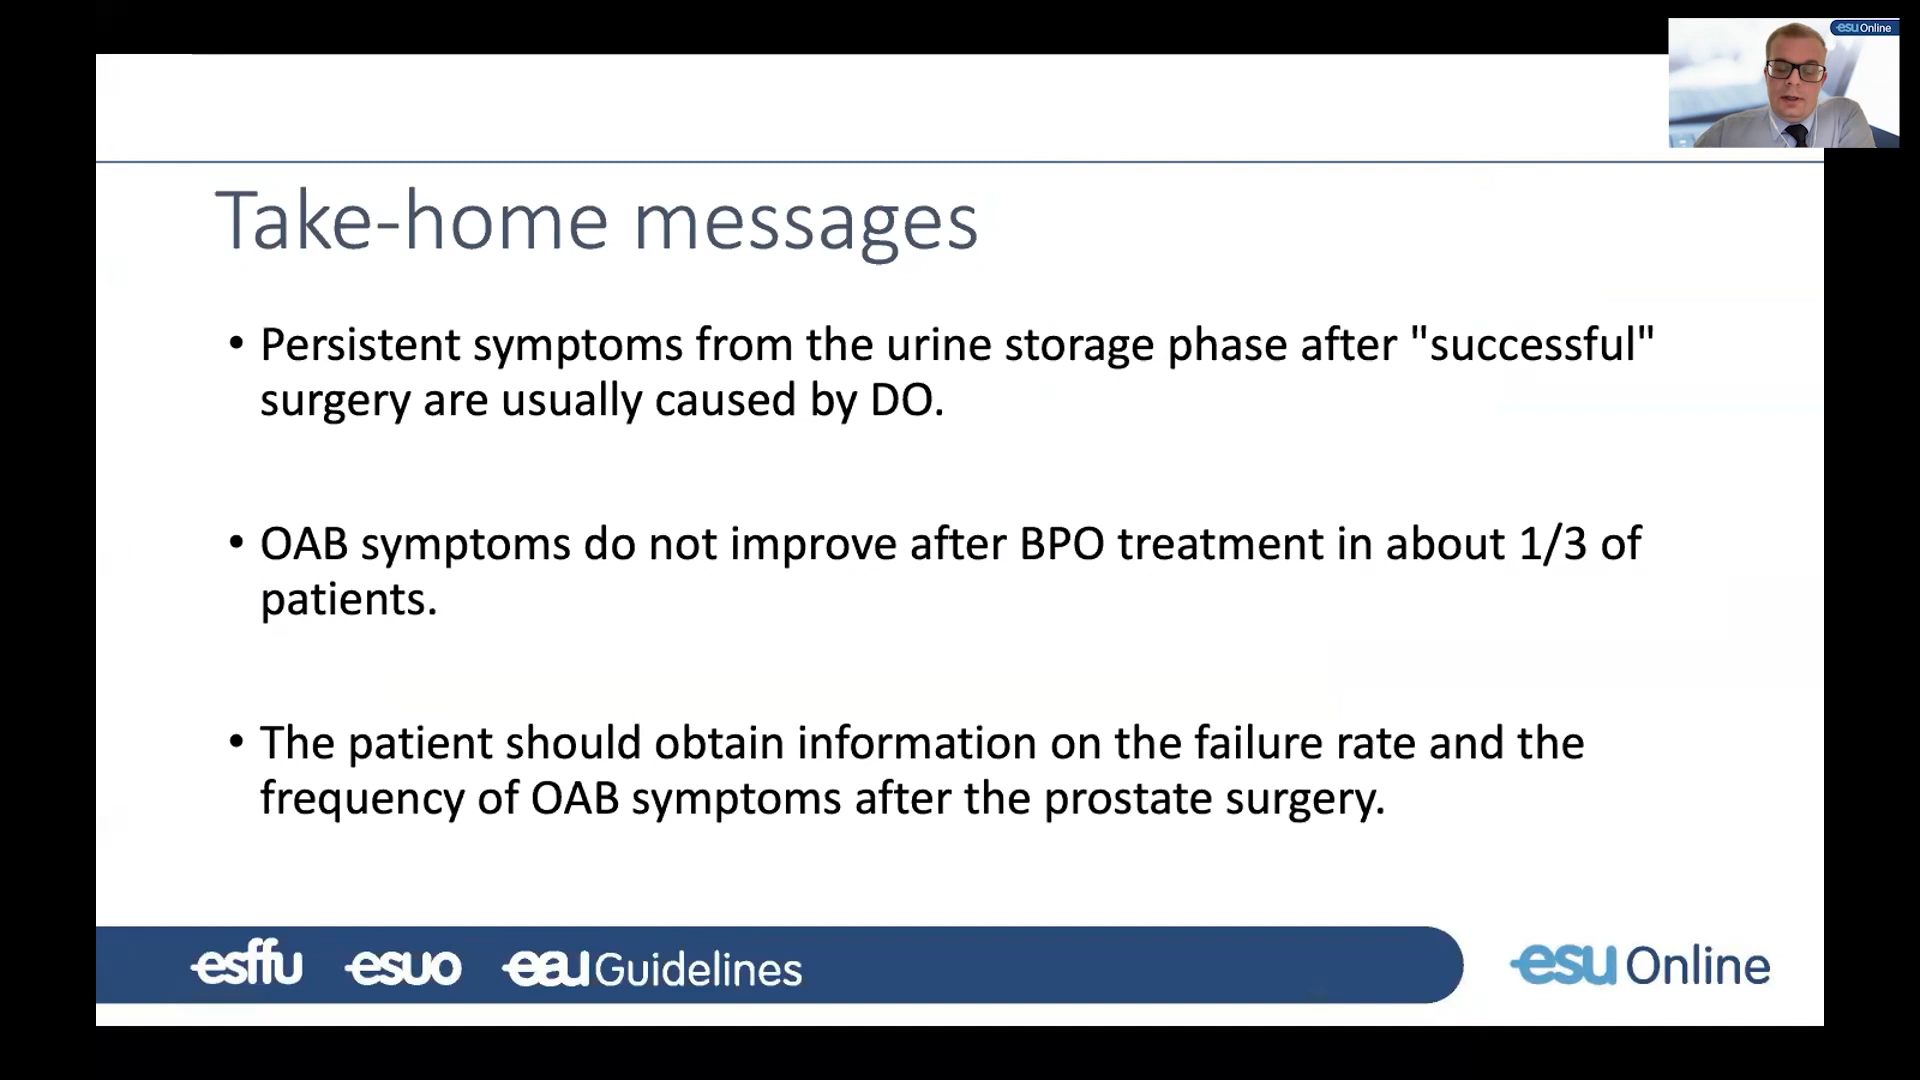 esu Online
Take-home messages
• Persistent symptoms from the urine storage phase after "successful"
surgery are usually caused by DO.
• OAB symptoms do not improve after BPO treatment in about 1/3 of
patients.
• The patient should obtain information on the failure rate and the
frequency of OAB symptoms after the prostate surgery.
esffu esuo eau Guidelines esu Online